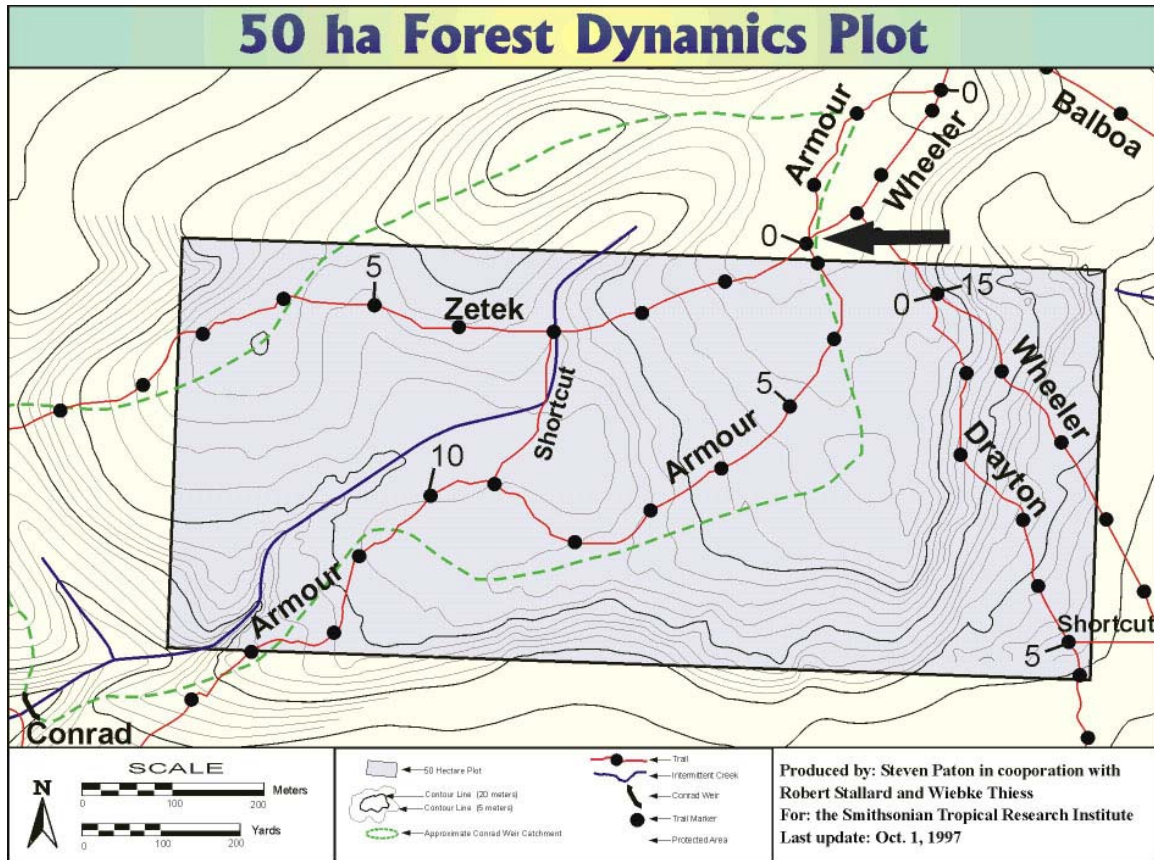 50 ha Forest Dynamics Plot
Armour
0
Wheeler
Balboa
0
5
Zetek
0
15
Shortcut
5
Armour
Wheeler
Drayton
10
Armour
Shortcut
5
Conrad
N
SCALE
0 100 200 Meters
0 100 200 Yards
50 Hectare Plot
Contour Line (20 meters)
Contour Line (5 meters)
Approximate Conrad Weir Catchment
Trail
Intermittent Creek
Conrad Weir
Trail Marker
Protected Area
Produced by: Steven Paton in cooporation with
Robert Stallard and Wiebke Thiess
For: the Smithsonian Tropical Research Institute
Last update: Oct. 1, 1997